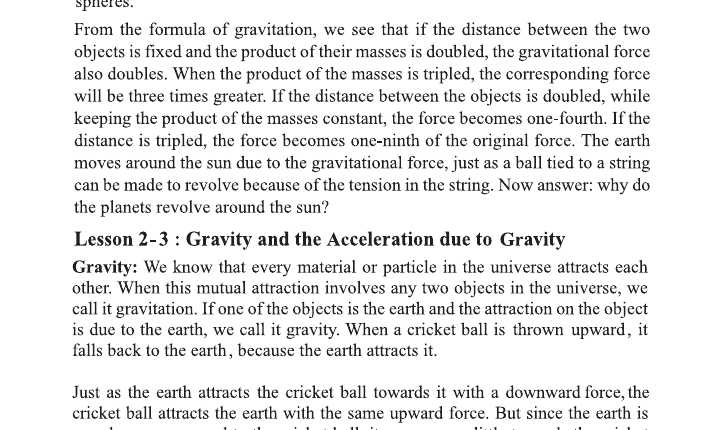 spheres.
From the formula of gravitation, we see that if the distance between the two
objects is fixed and the product of their masses is doubled, the gravitational force
also doubles. When the product of the masses is tripled, the corresponding force
will be three times greater. If the distance between the objects is doubled, while
keeping the product of the masses constant, the force becomes one-fourth. If the
distance is tripled, the force becomes one-ninth of the original force. The earth
moves around the sun due to the gravitational force, just as a ball tied to a string
can be made to revolve because of the tension in the string. Now answer: why do
the planets revolve around the sun?
Lesson 2-3 : Gravity and the Acceleration due to Gravity
Gravity: We know that every material or particle in the universe attracts each
other. When this mutual attraction involves any two objects in the universe, we
call it gravitation. If one of the objects is the earth and the attraction on the object
is due to the earth, we call it gravity. When a cricket ball is thrown upward, it
falls back to the earth, because the earth attracts it.
Just as the earth attracts the cricket ball towards it with a downward force, the
cricket ball attracts the earth with the same upward force. But since the earth is